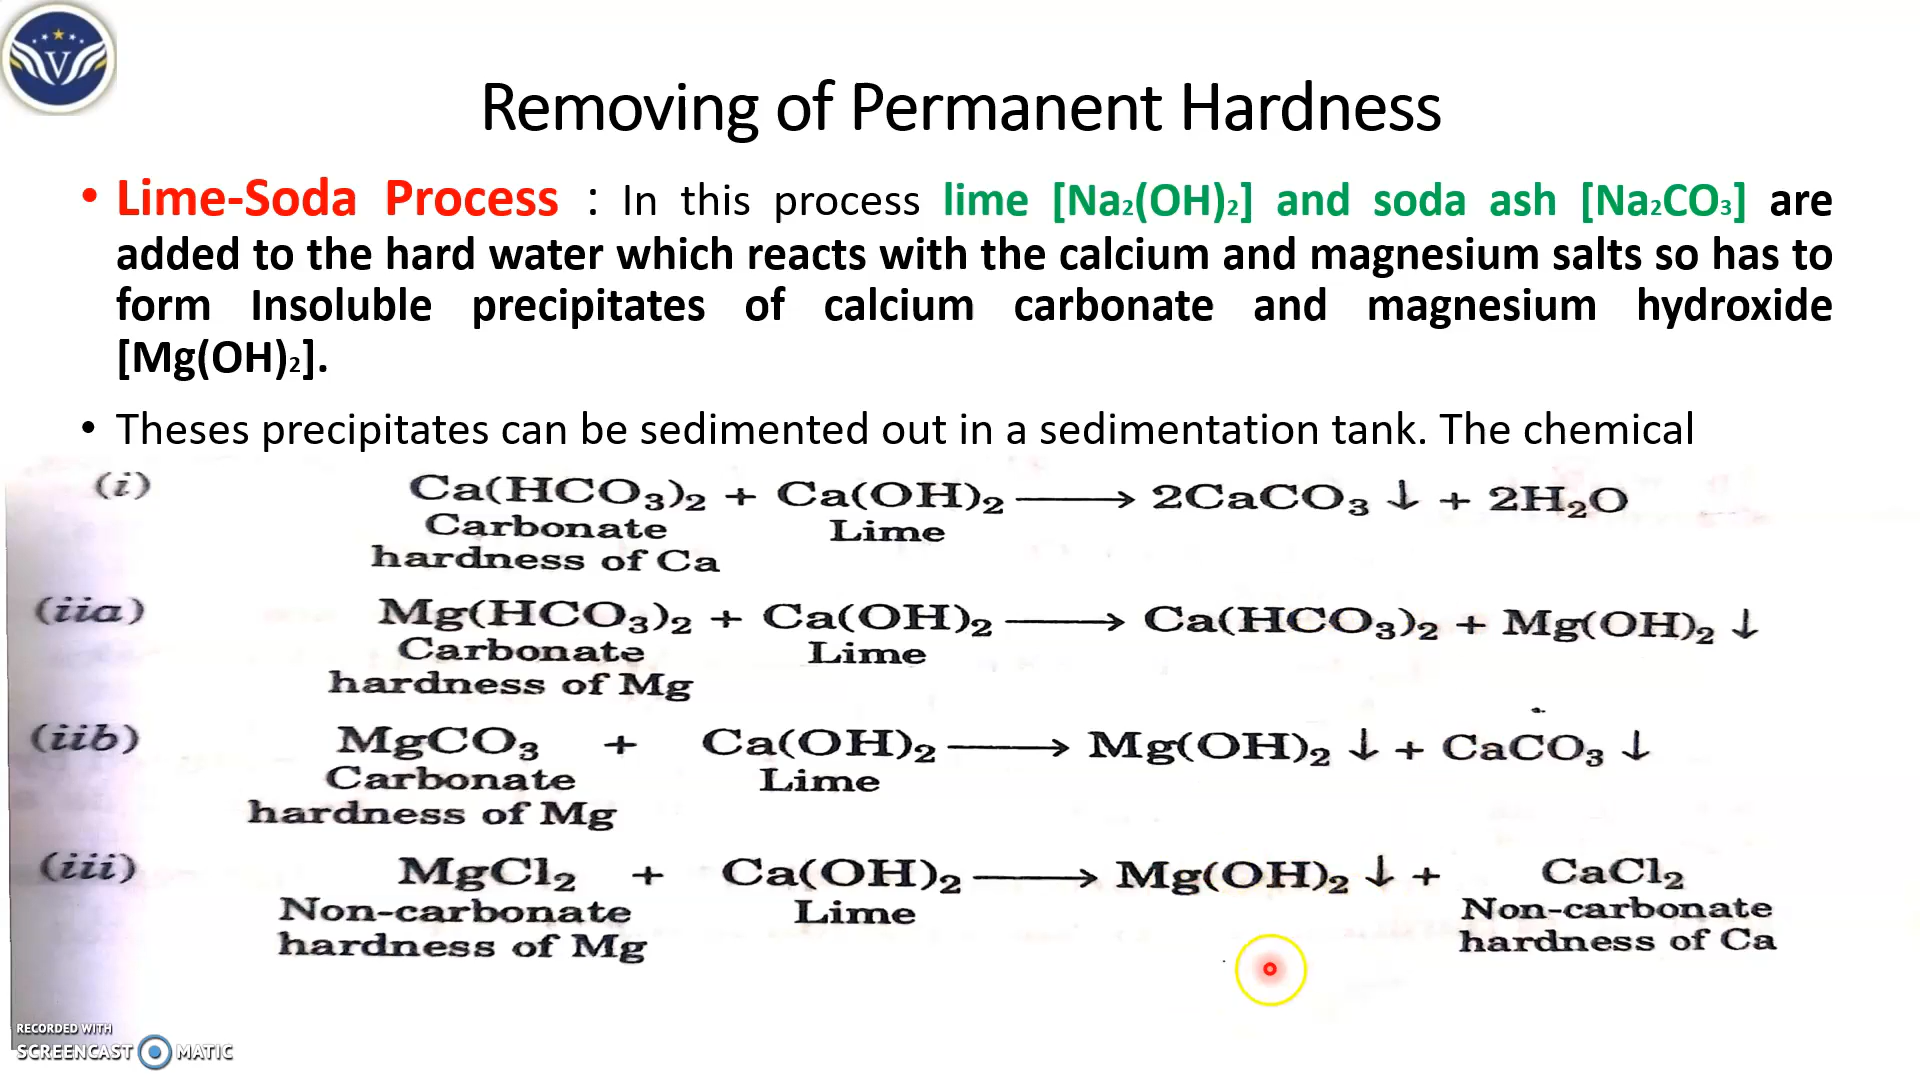 V
Removing of Permanent Hardness
• Lime-Soda Process : In this process lime [Na₂(OH)₂] and soda ash [Na₂CO₃] are
added to the hard water which reacts with the calcium and magnesium salts so has to
form Insoluble precipitates of calcium carbonate and magnesium hydroxide
[Mg(OH)₂].
• Theses precipitates can be sedimented out in a sedimentation tank. The chemical
(i) Ca(HCO₃)₂ + Ca(OH)₂ ⟶ 2CaCO₃ ↓ + 2H₂O
Carbonate Lime
hardness of Ca
(iia) Mg(HCO₃)₂ + Ca(OH)₂ ⟶ Ca(HCO₃)₂ + Mg(OH)₂ ↓
Carbonate Lime
hardness of Mg
(iib) MgCO₃ + Ca(OH)₂ ⟶ Mg(OH)₂ ↓ + CaCO₃ ↓
Carbonate Lime
hardness of Mg
(iii) MgCl₂ + Ca(OH)₂ ⟶ Mg(OH)₂ ↓ + CaCl₂
Non-carbonate Lime Non-carbonate
hardness of Mg hardness of Ca
RECORDED WITH
SCREENCAST MATIC